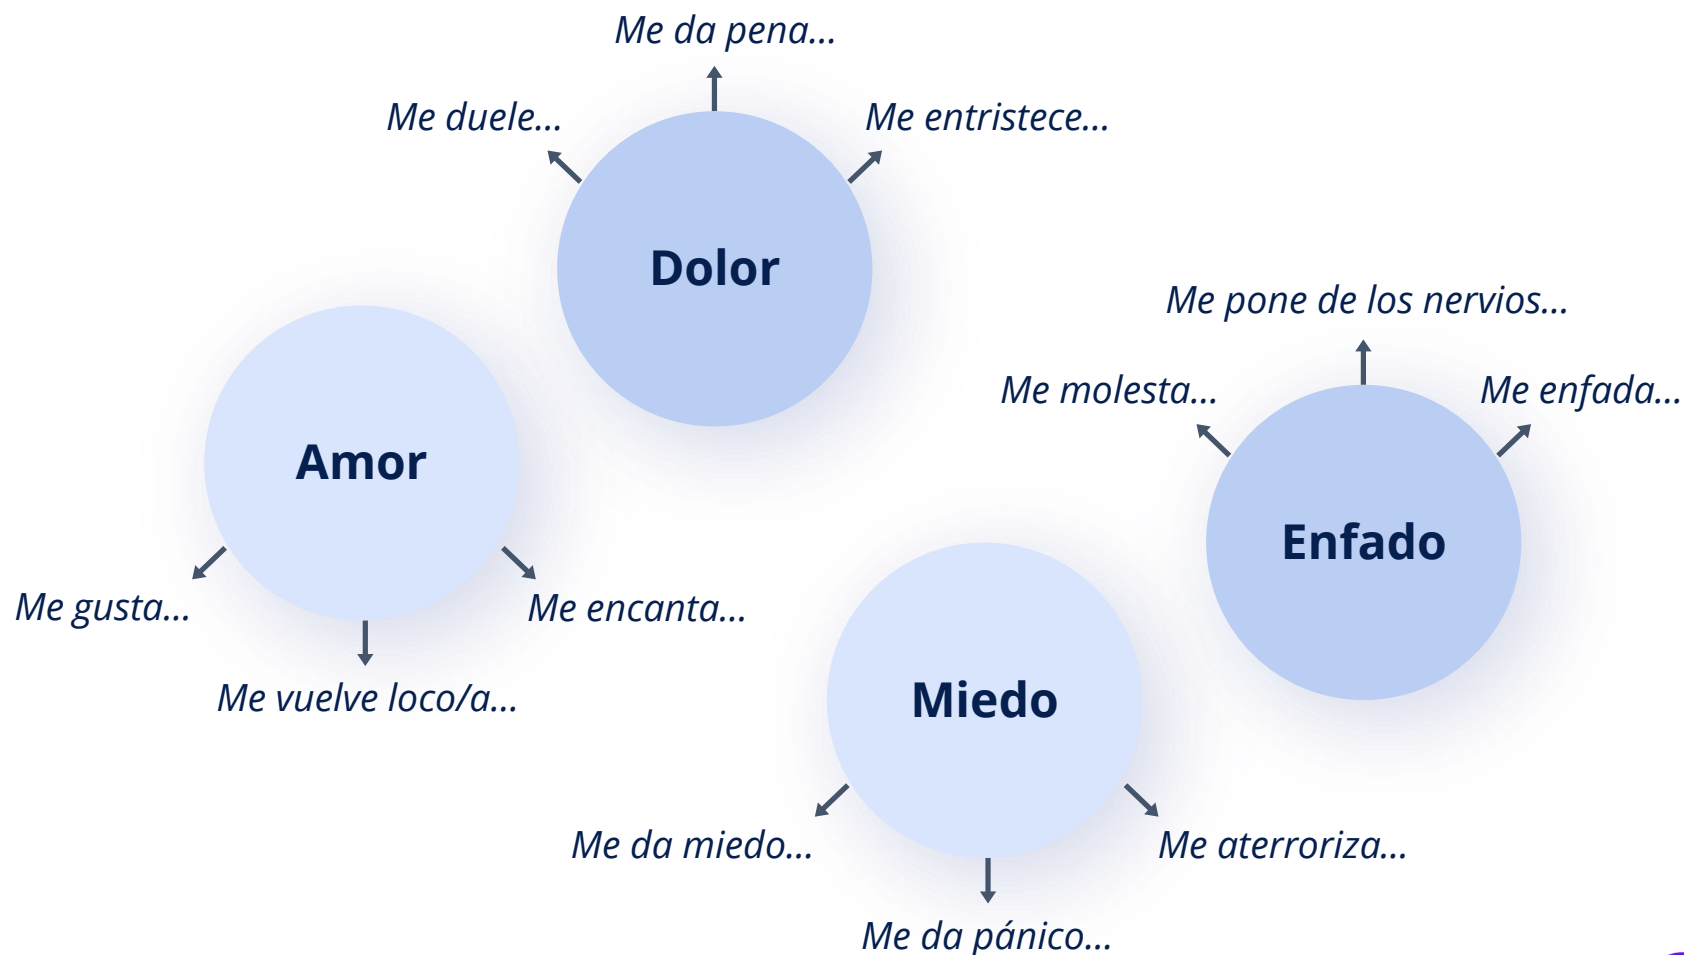 Me da pena...
Me duele...
Me entristece...
Dolor
Amor
Me gusta...
Me encanta...
Me vuelve loco/a...
Me pone de los nervios...
Me molesta...
Me enfada...
Enfado
Miedo
Me da miedo...
Me aterroriza...
Me da pánico...